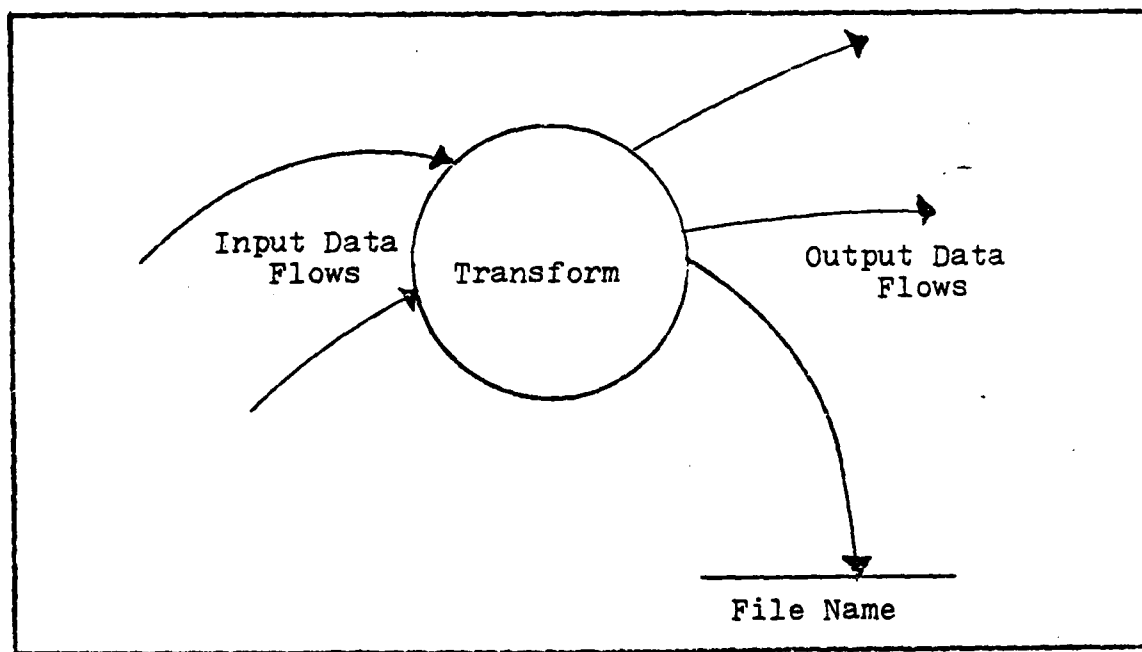 Input Data
Flows
Transform
Output Data
Flows
File Name